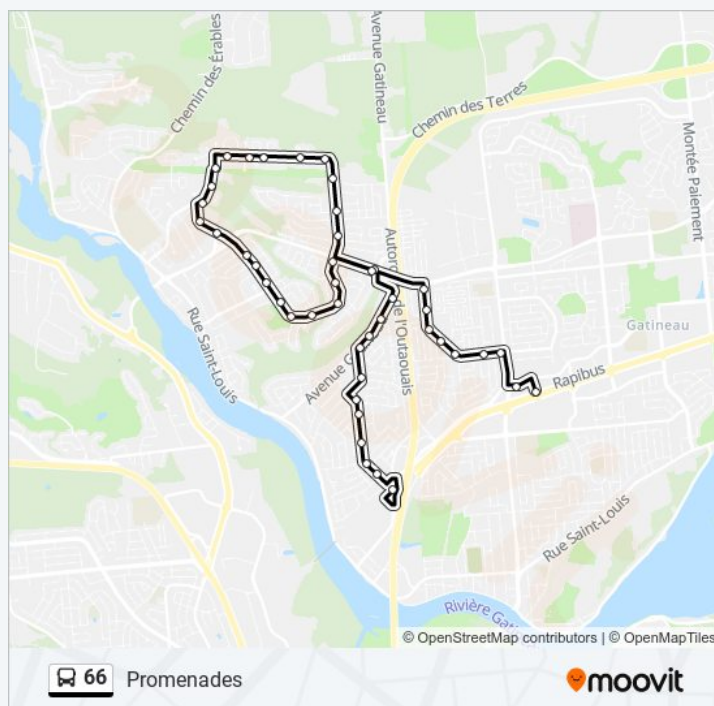 Chemin des Érables
Avenue Gatineau
Chemin des Terres
Montée Paiement
Rue Saint-Louis
Avenue G
de l'Outaouais
Gatineau
Rapibus
Rue Saint-Louis
Rivière Gat
© OpenStreetMap contributors | © OpenMapTiles
66 Promenades
moovit